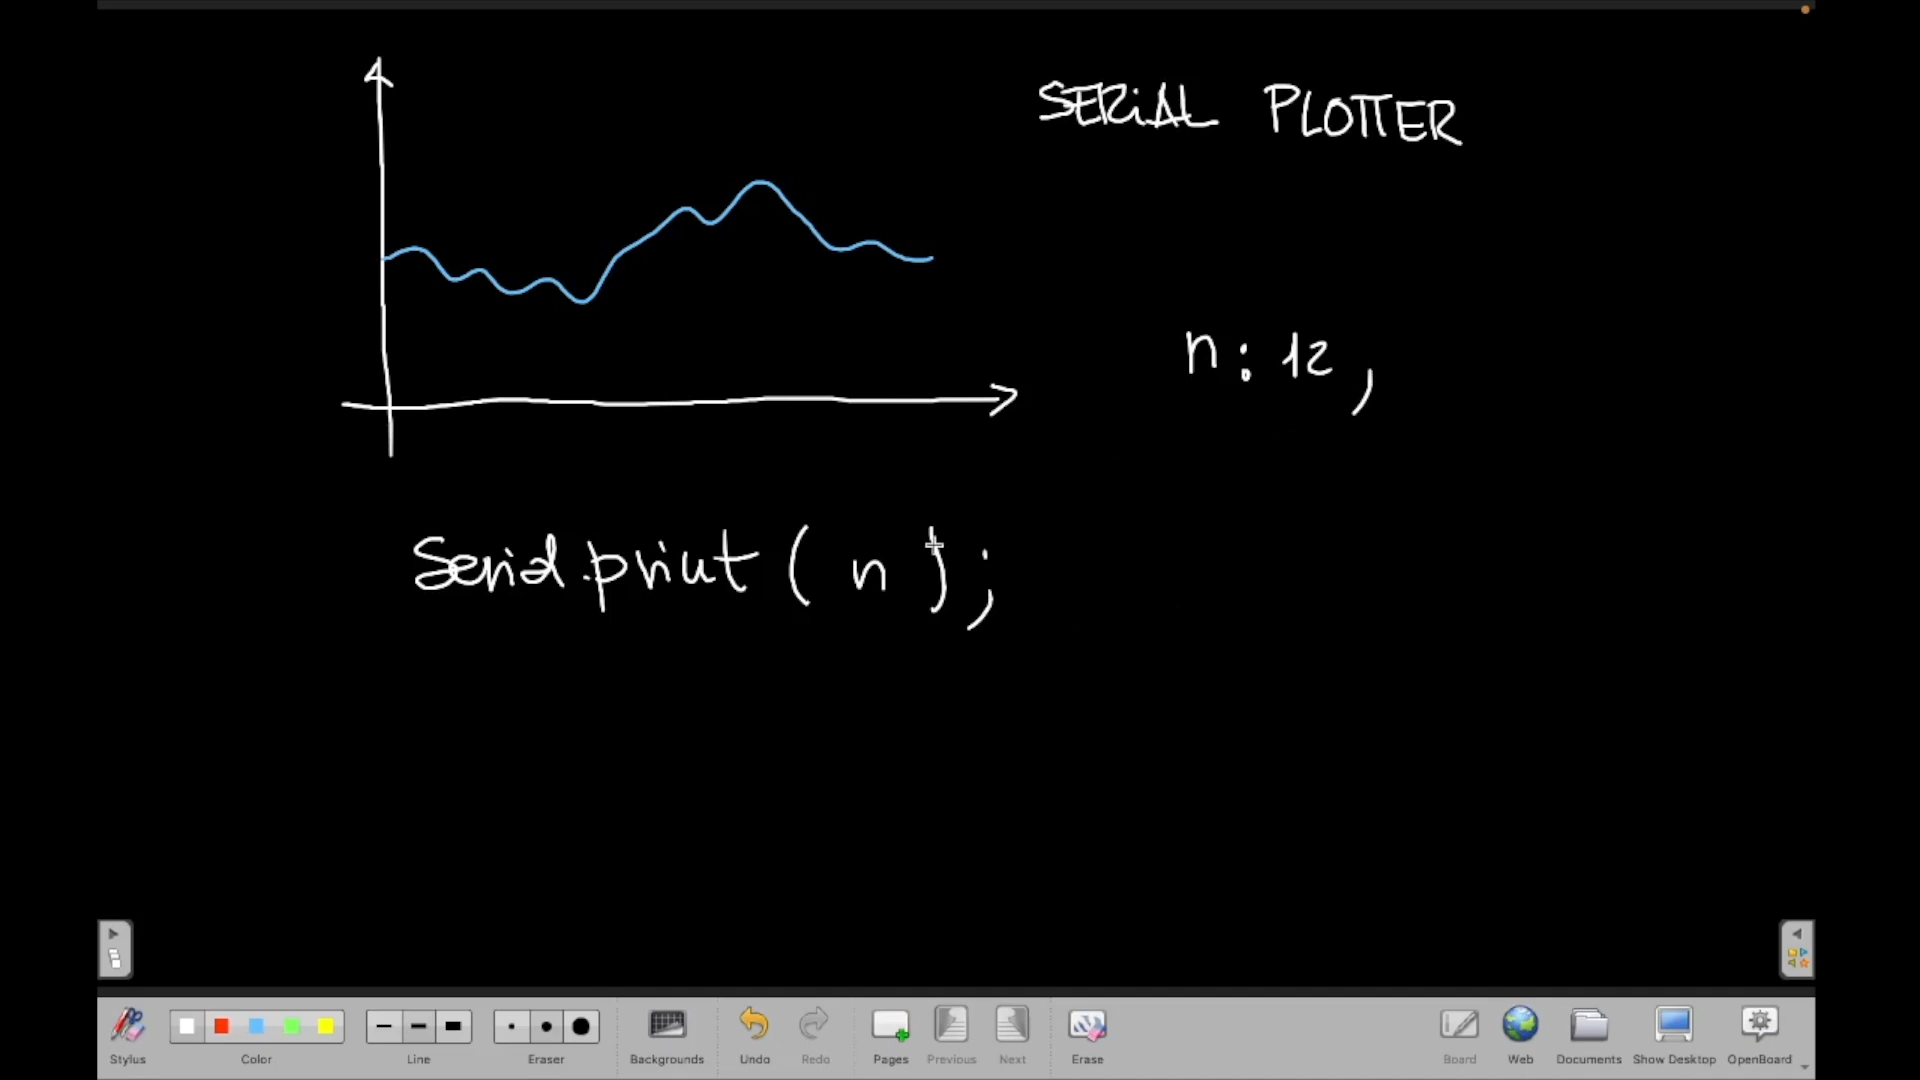 SERIAL PLOTTER
n: 12,
Serial.print ( n );
Stylus Color Line Eraser Backgrounds Undo Redo Pages Previous Next Erase Board Web Documents Show Desktop OpenBoard